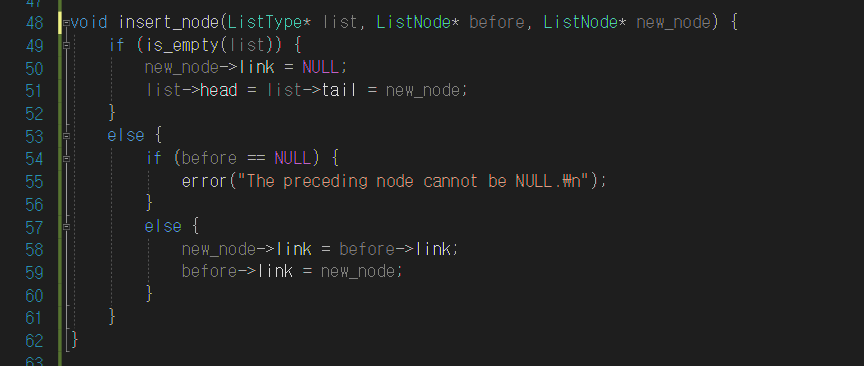 47
48 void insert_node(ListType* list, ListNode* before, ListNode* new_node) {
49 if (is_empty(list)) {
50 new_node->link = NULL;
51 list->head = list->tail = new_node;
52 }
53 else {
54 if (before == NULL) {
55 error("The preceding node cannot be NULL.₩n");
56 }
57 else {
58 new_node->link = before->link;
59 before->link = new_node;
60 }
61 }
62 }
63